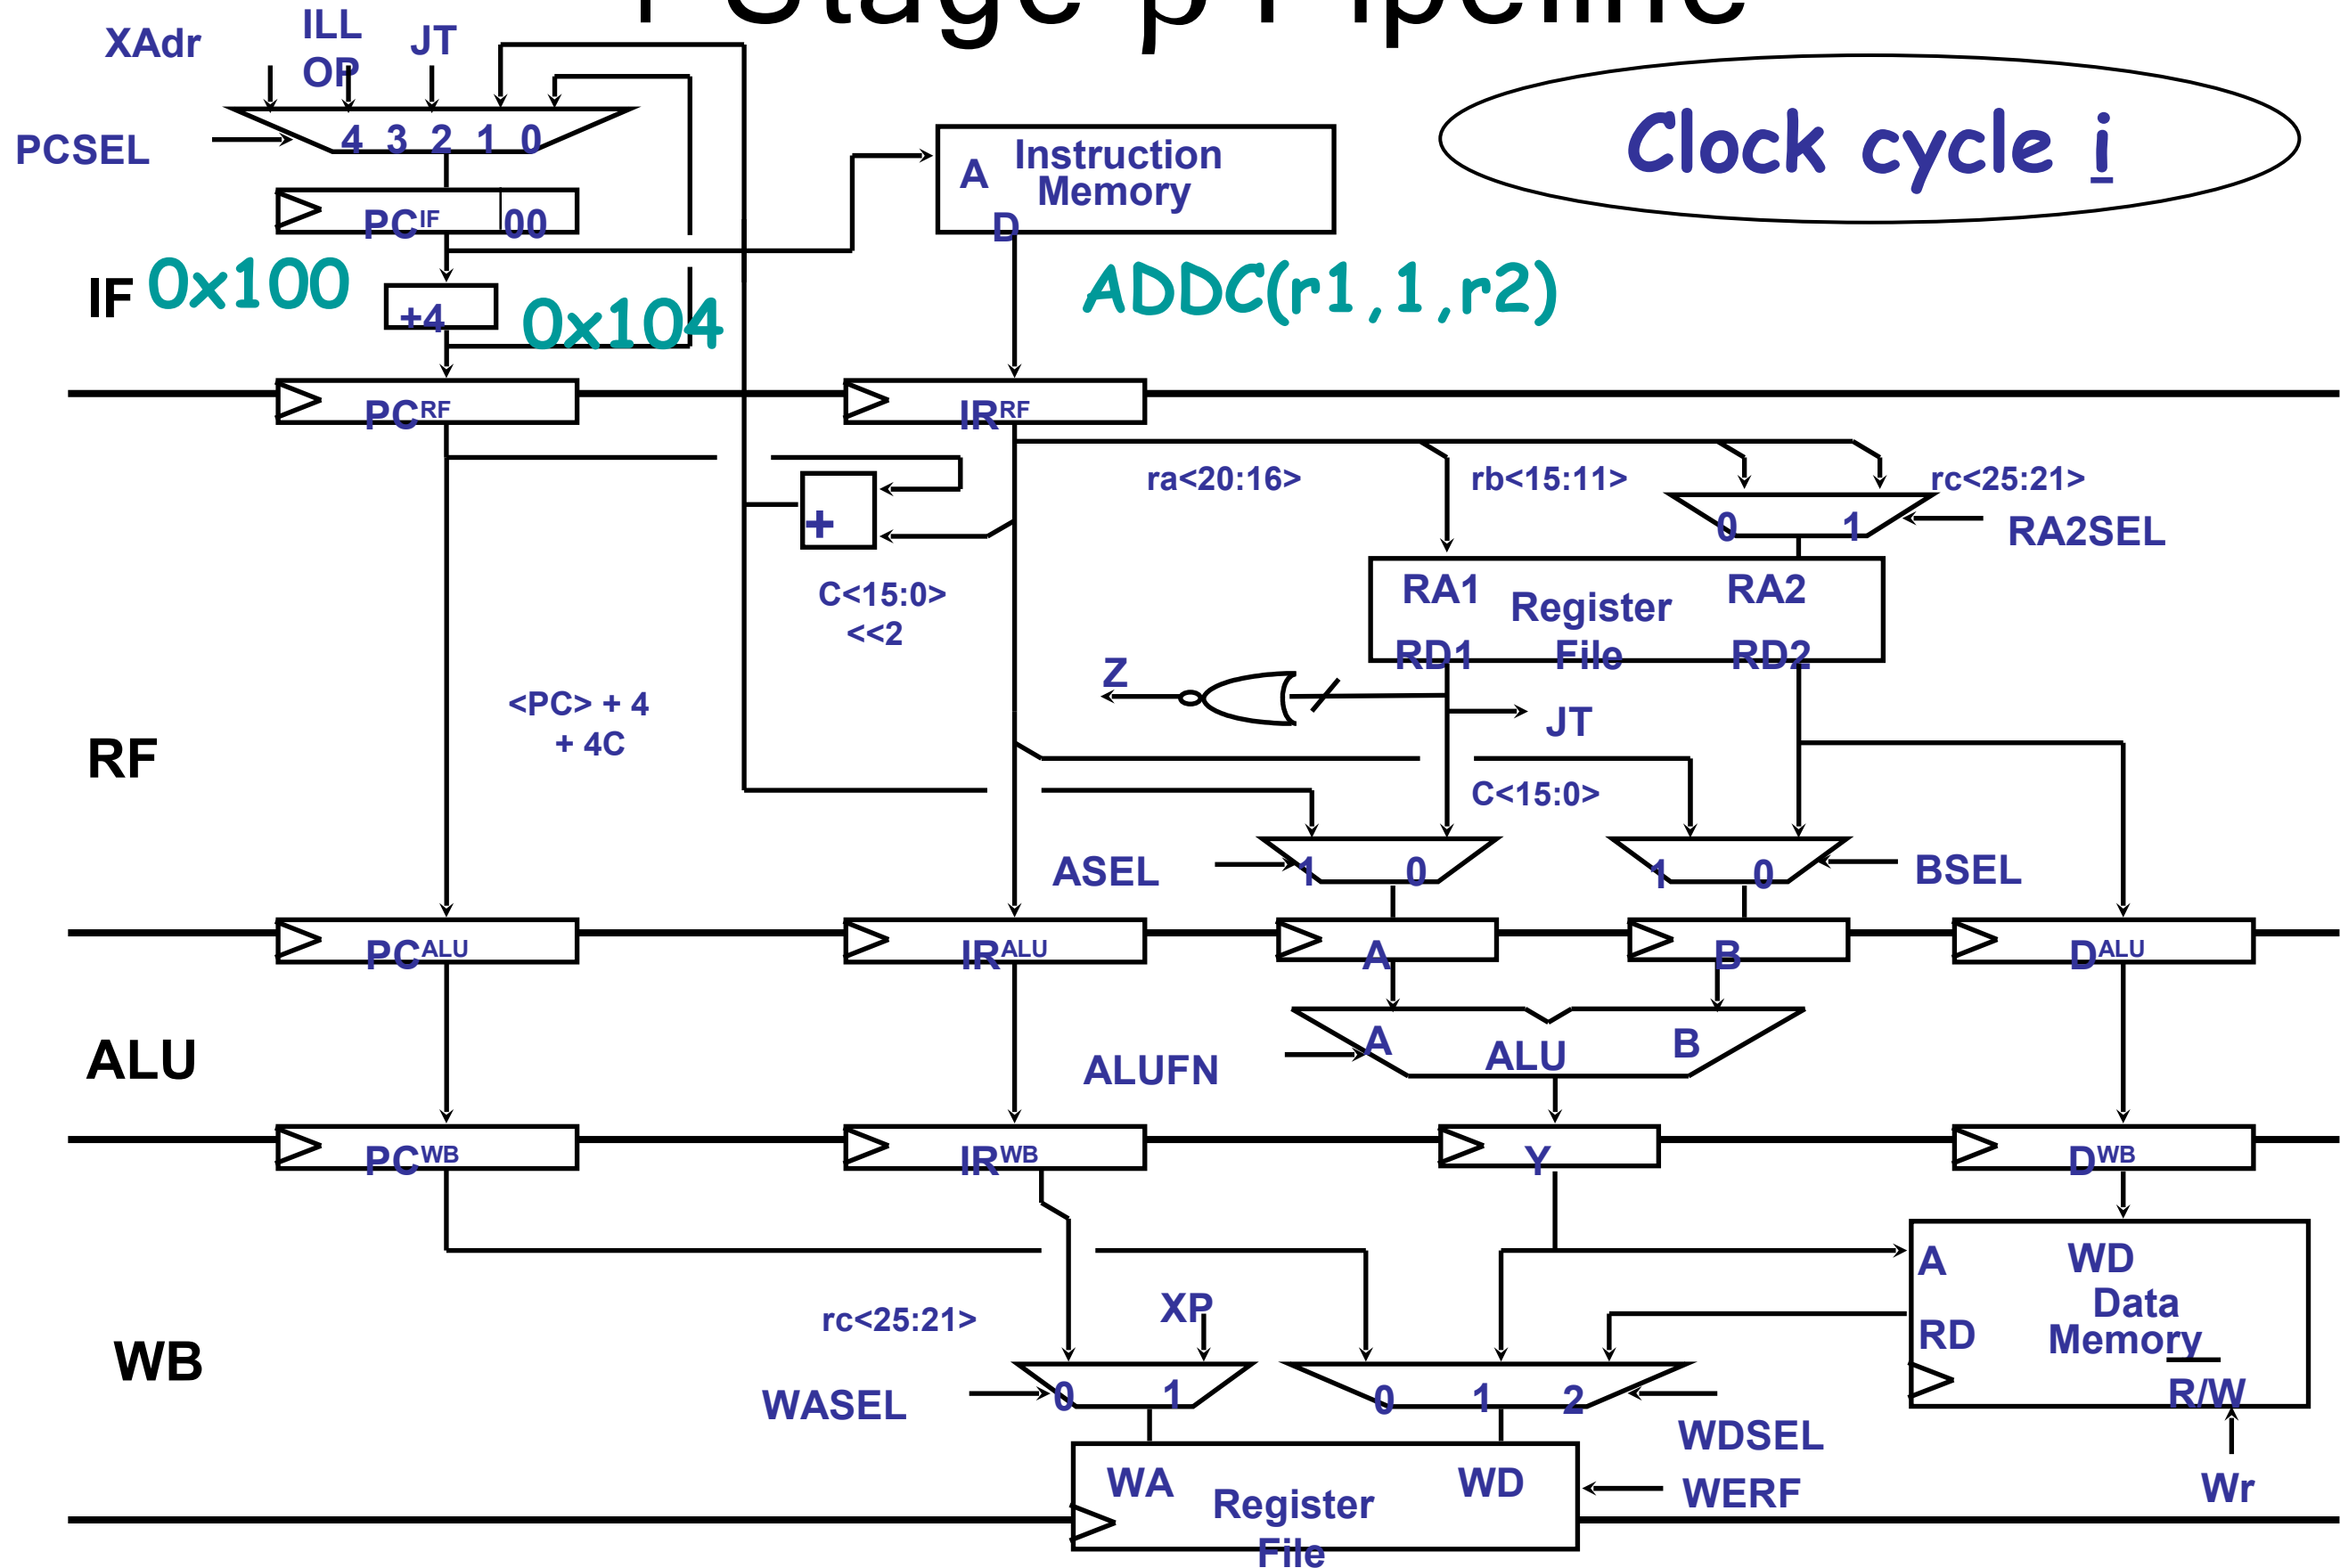 Stage β Pipeline
XAdr
ILL
OP
JT
PCSEL
4 3 2 1 0
PCIF 00
A Instruction
Memory
D
Clock cycle i
IF 0x100
+4 0x104
ADDC(r1,1,r2)
PCRF
IRRF
ra<20:16>
rb<15:11>
rc<25:21>
+
0 1
RA2SEL
C<15:0>
<<2
RA1 RA2
Register
File
RD1 RD2
Z
JT
<PC> + 4
+ 4C
RF
C<15:0>
ASEL
1 0
1 0
BSEL
PCALU
IRALU
A
B
DALU
ALU
ALUFN
A ALU B
PCWB
IRWB
Y
DWB
A WD
Data
Memory
RD
R/W
Wr
rc<25:21>
XP
WB
WASEL
0 1
0 1 2
WDSEL
WA WD
Register
File
WERF